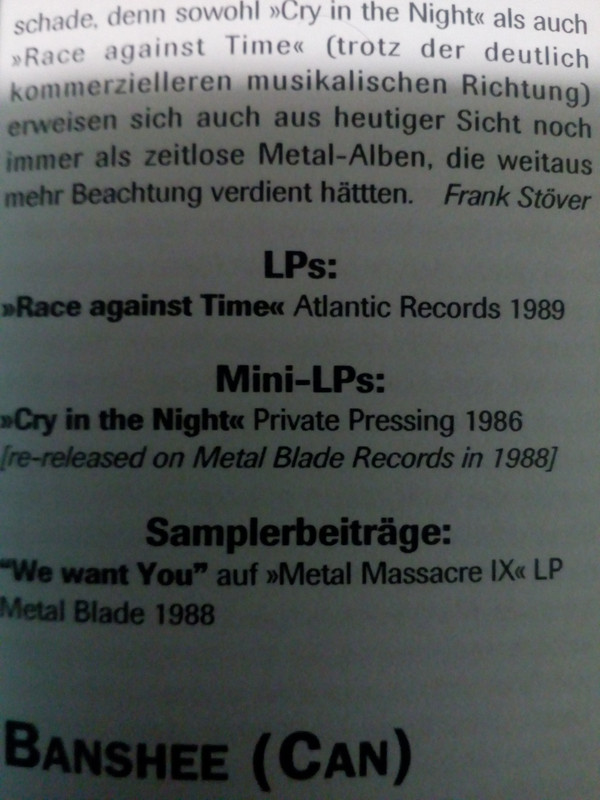 schade, denn sowohl »Cry in the Night« als auch
»Race against Time« (trotz der deutlich
kommerzielleren musikalischen Richtung)
erweisen sich auch aus heutiger Sicht noch
immer als zeitlose Metal-Alben, die weitaus
mehr Beachtung verdient hättten. Frank Stöver
LPs:
»Race against Time« Atlantic Records 1989
Mini-LPs:
»Cry in the Night« Private Pressing 1986
[re-released on Metal Blade Records in 1988]
Samplerbeiträge:
"We want You" auf »Metal Massacre IX« LP
Metal Blade 1988
BANSHEE (CAN)